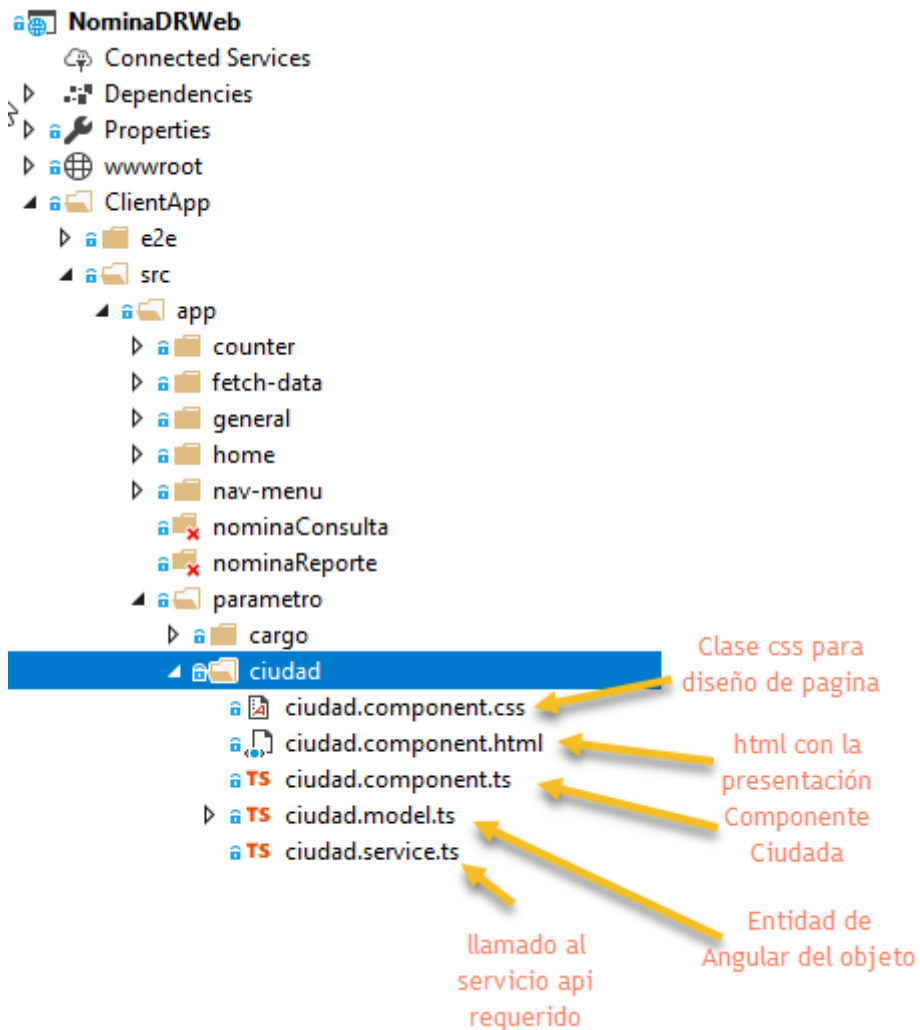 NominaDRWeb
Connected Services
Dependencies
Properties
wwwroot
ClientApp
e2e
src
app
counter
fetch-data
general
home
nav-menu
nominaConsulta
nominaReporte
parametro
cargo
ciudad
ciudad.component.css
ciudad.component.html
TS ciudad.component.ts
TS ciudad.model.ts
TS ciudad.service.ts
Clase css para
diseño de pagina
html con la
presentación
Componente
Ciudada
Entidad de
Angular del objeto
llamado al
servicio api
requerido